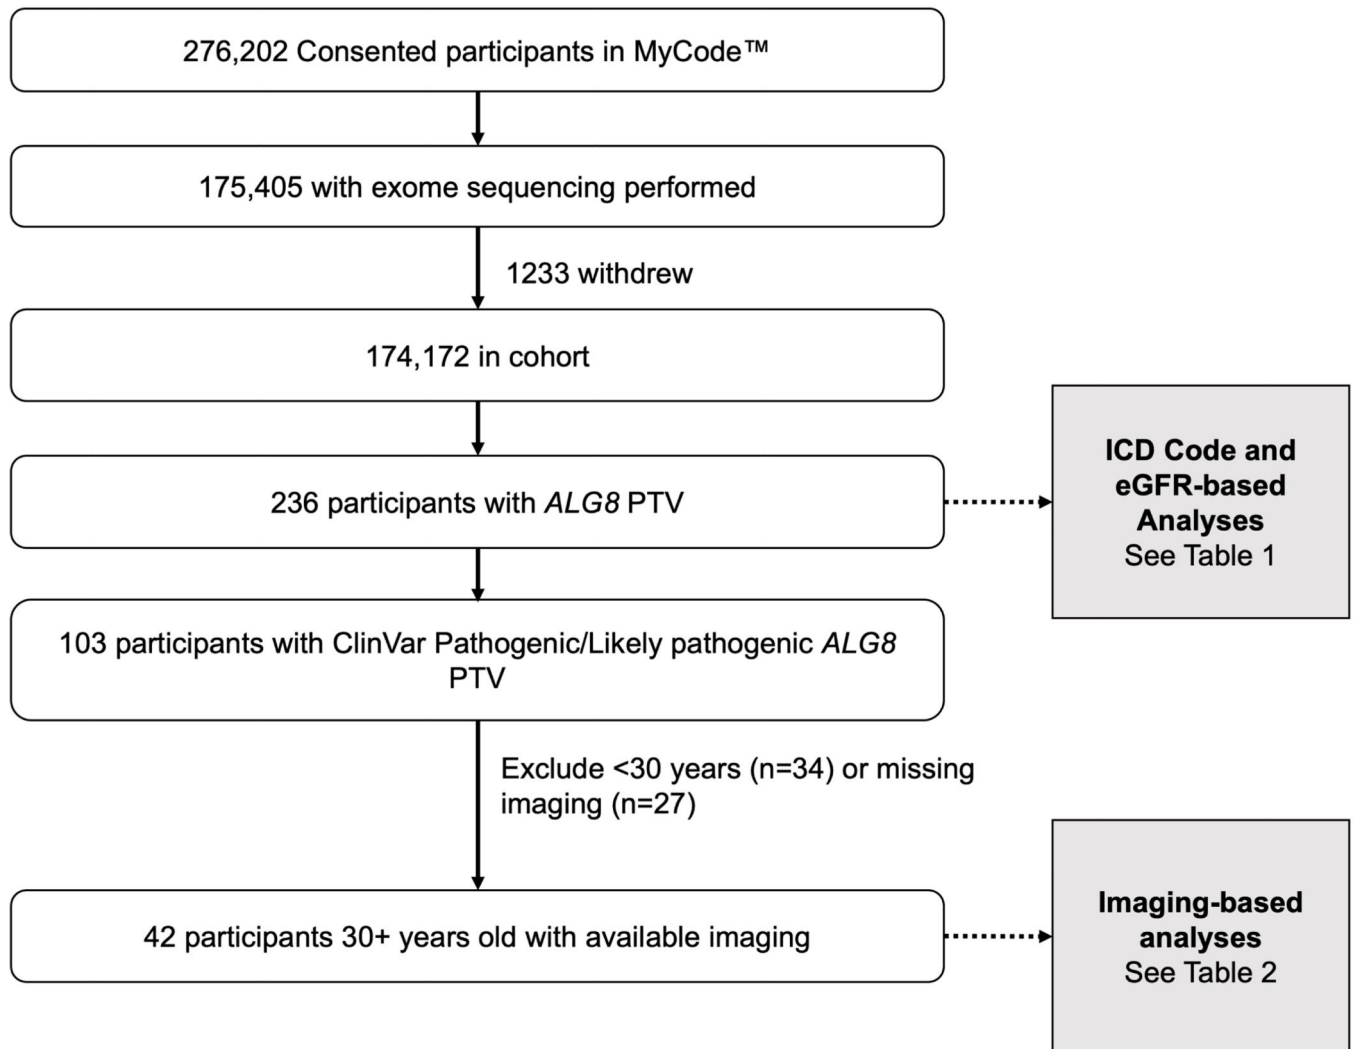 276,202 Consented participants in MyCode™
175,405 with exome sequencing performed
1233 withdrew
174,172 in cohort
236 participants with ALG8 PTV
ICD Code and
eGFR-based
Analyses
See Table 1
103 participants with ClinVar Pathogenic/Likely pathogenic ALG8
PTV
Exclude <30 years (n=34) or missing
imaging (n=27)
42 participants 30+ years old with available imaging
Imaging-based
analyses
See Table 2